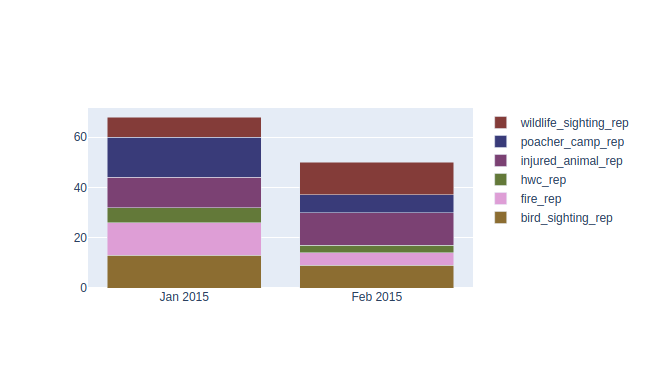 60
40
20
0
Jan 2015
Feb 2015
wildlife_sighting_rep
poacher_camp_rep
injured_animal_rep
hwc_rep
fire_rep
bird_sighting_rep